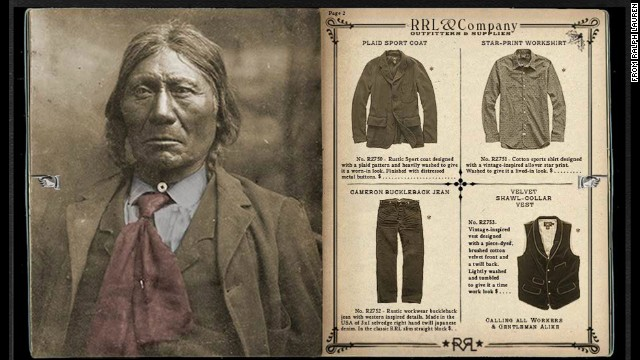 Page 2
RRL & Company
OUTFITTERS & SUPPLIES
PLAID SPORT COAT
No. RZ750 - Rustic Sport coat designed
with a plaid pattern and heavily washed to give
it a worn-in look. Finished with distressed
metal buttons. $
STAR-PRINT WORKSHIRT
No. RZ751 - Cotton sports shirt designed
with a vintage-inspired allover star print.
Washed to give it a lived-in look. $
CAMERON BUCKLEBACK JEAN
No. RZ752 - Rustic workwear buckleback
jean with western inspired details. Made in the
USA of 3x1 selvedge right hand twill japanese
denim. In the classic RRL slim straight block $
VELVET
SHAWL-COLLAR
VEST
No. RZ753-
Vintage-inspired
vest designed
with a piece-dyed,
brushed cotton
velvet front and
a twill back.
Lightly washed
and tumbled
to give it a time
worn look $
CALLING ALL WORKERS
& GENTLEMAN ALIKE
RRL
FROM RALPH LAUREN